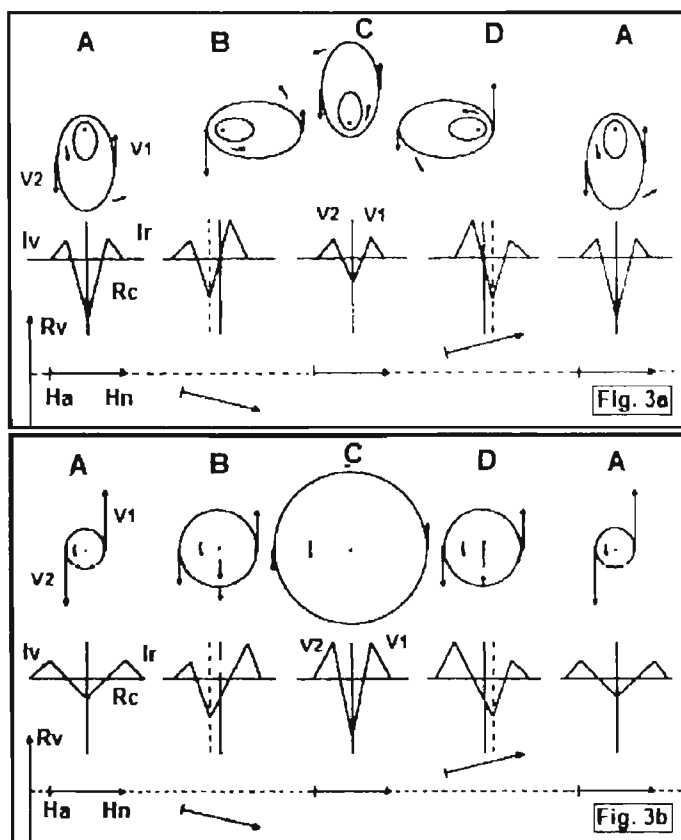 A B C D A
V2 V1
Iv Ir V2 V1
Rc
Rv
Ha Hn
Fig. 3a
A B C D A
V1
V2
Iv Ir V2 V1
Rc
Rv
Ha Hn
Fig. 3b